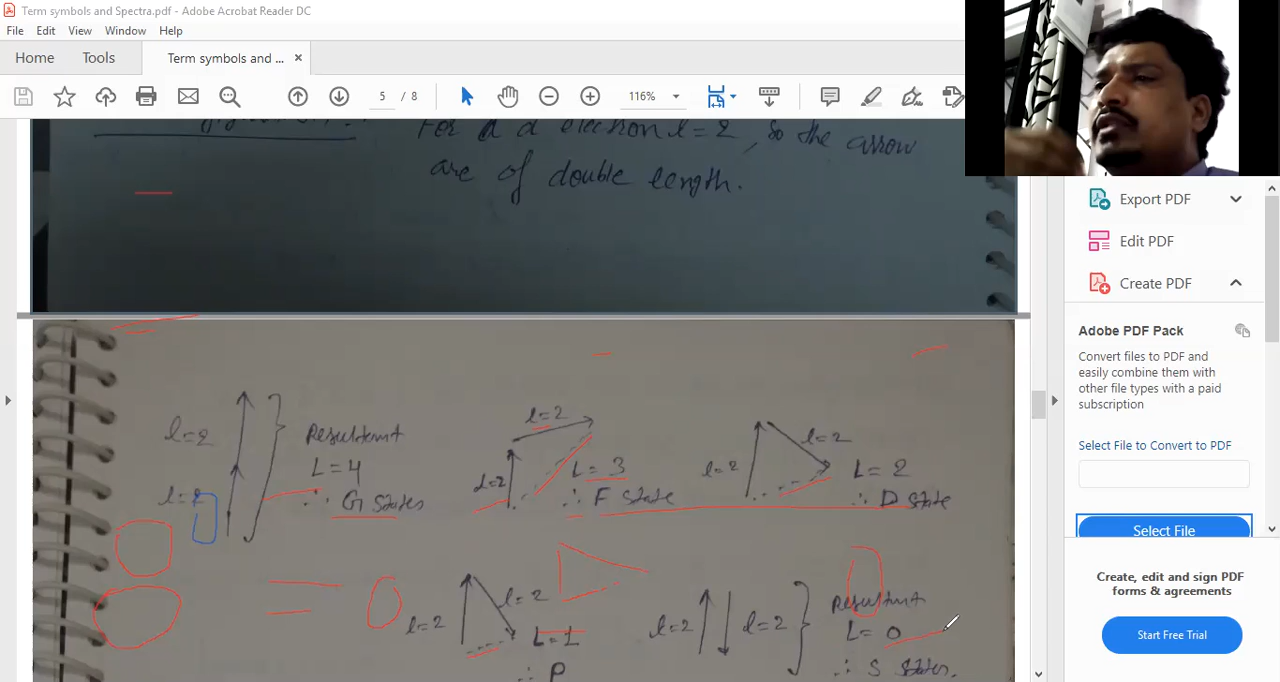 Term symbols and Spectra.pdf - Adobe Acrobat Reader DC
File Edit View Window Help
Home Tools Term symbols and ... ×
5 / 8 116%
For a d electron l = 2, so the arrow
are of double length.
Export PDF
Edit PDF
Create PDF
Adobe PDF Pack
Convert files to PDF and
easily combine them with
other file types with a paid
subscription
Select File to Convert to PDF
Select File
Create, edit and sign PDF
forms & agreements
Start Free Trial
l=2
l=2
Resultant
L=4
∴ G States
l=2
l=2
L = 3
∴ F State
l=2
l=2
L = 2
∴ D State
= 0
l=2
l=2
L=1
∴ P
l=2
l=2
Resultant
L= 0
∴ S States.